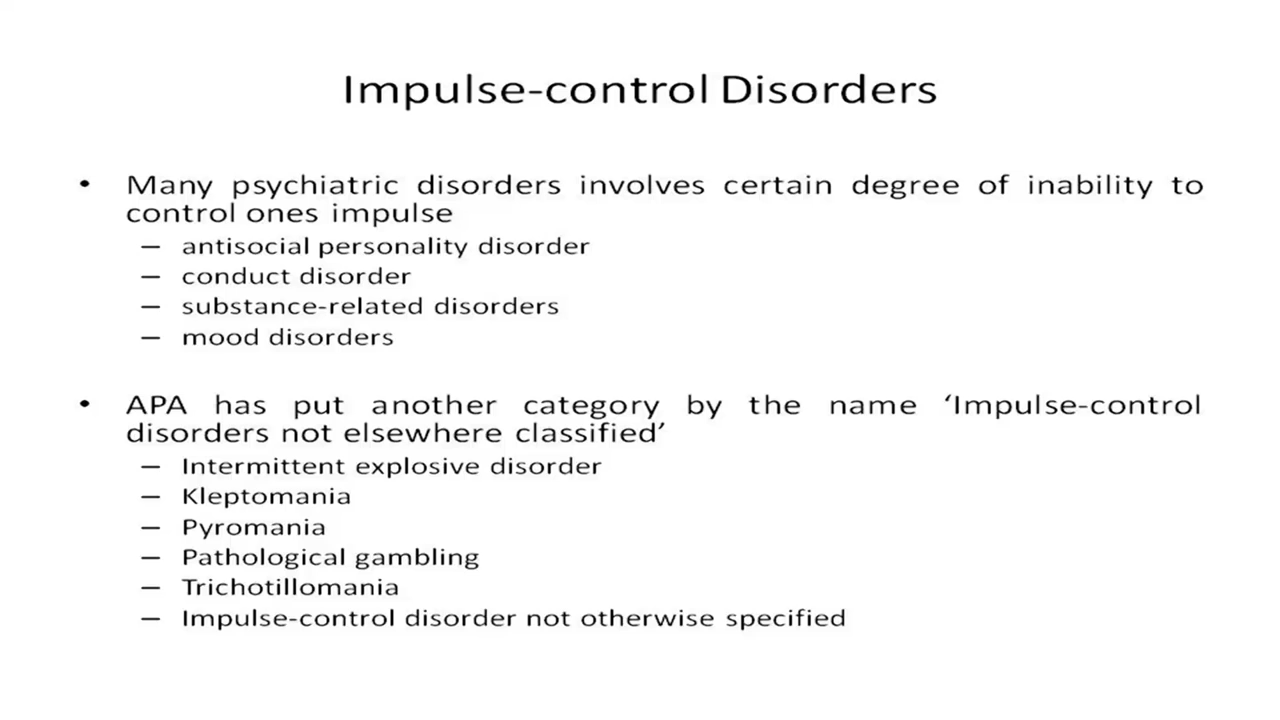 Impulse-control Disorders
• Many psychiatric disorders involves certain degree of inability to
control ones impulse
– antisocial personality disorder
– conduct disorder
– substance-related disorders
– mood disorders
• APA has put another category by the name ‘Impulse-control
disorders not elsewhere classified’
– Intermittent explosive disorder
– Kleptomania
– Pyromania
– Pathological gambling
– Trichotillomania
– Impulse-control disorder not otherwise specified